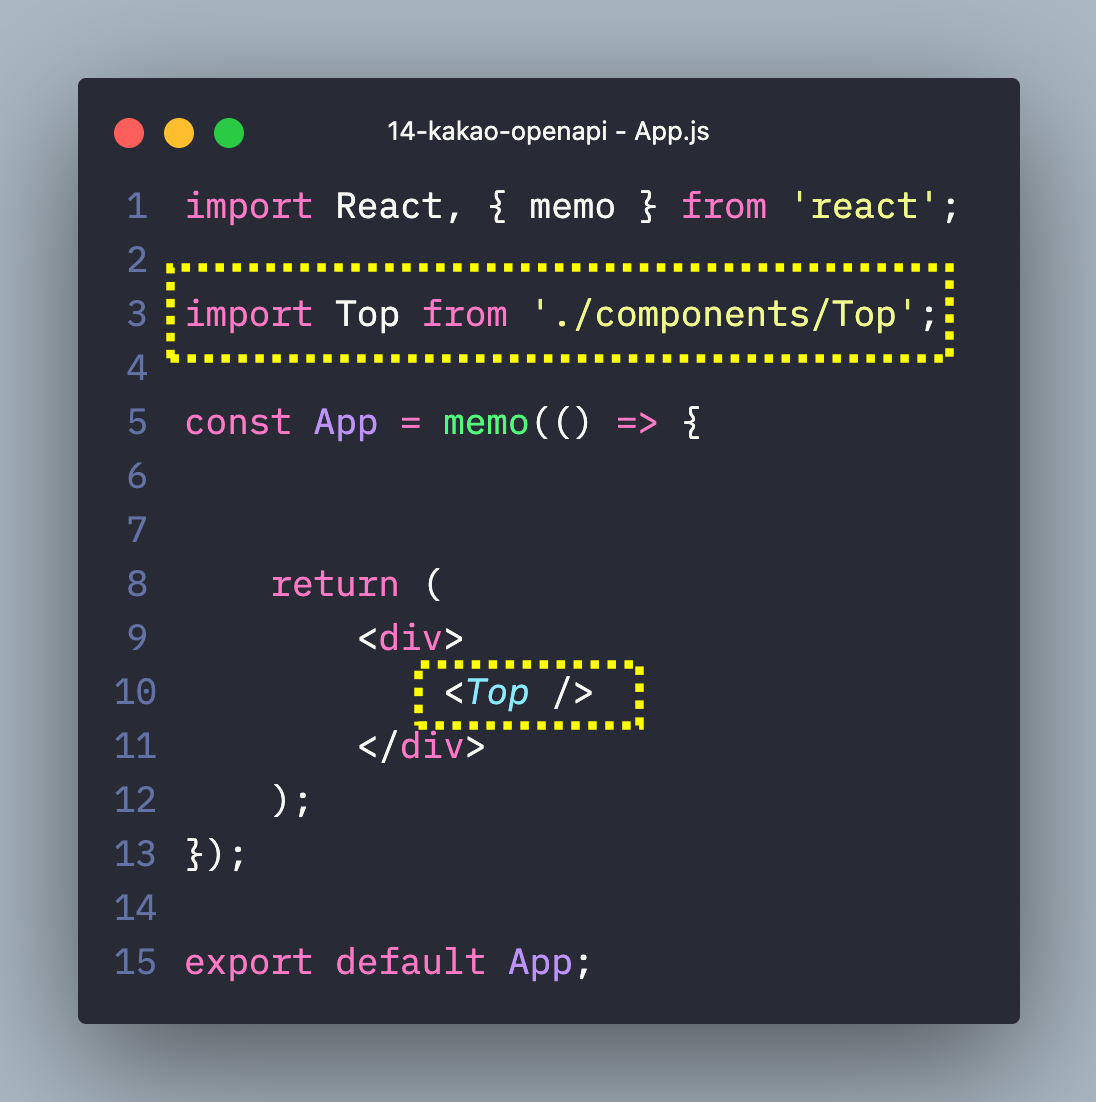 14-kakao-openapi - App.js
1 import React, { memo } from 'react';
2
3 import Top from './components/Top';
4
5 const App = memo(() => {
6
7
8     return (
9         <div>
10             <Top />
11         </div>
12     );
13 });
14
15 export default App;